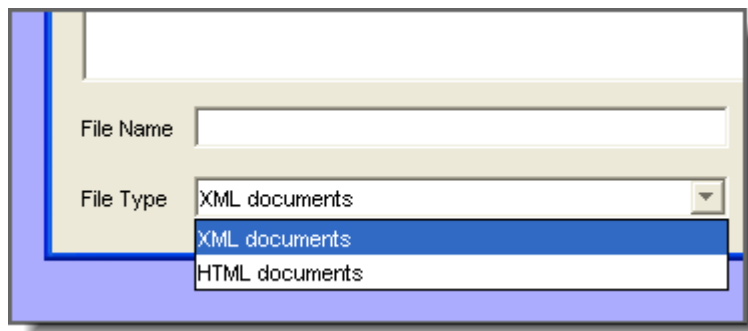 File Name
File Type XML documents
XML documents
HTML documents